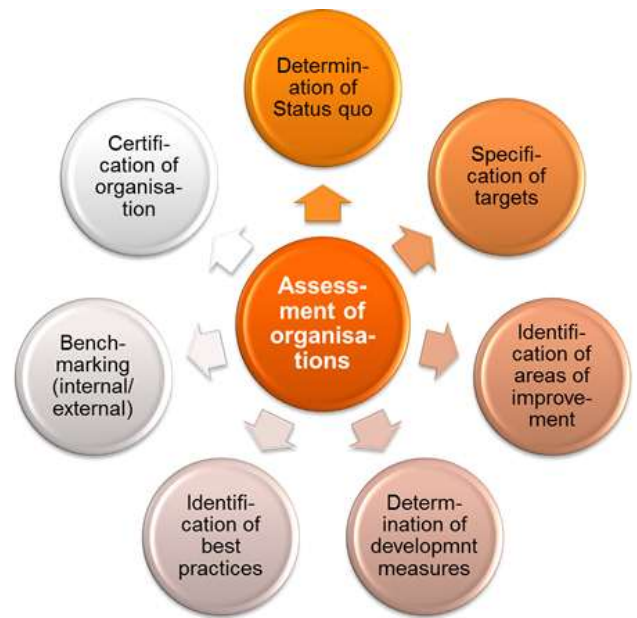 Determin-
ation of
Status quo
Specifi-
cation of
targets
Identifi-
cation of
areas of
improve-
ment
Determ-
ination of
developmnt
measures
Identifi-
cation of
best
practices
Bench-
marking
(internal/
external)
Certifi-
cation of
organisa-
tion
Assess-
ment of
organisa-
tions